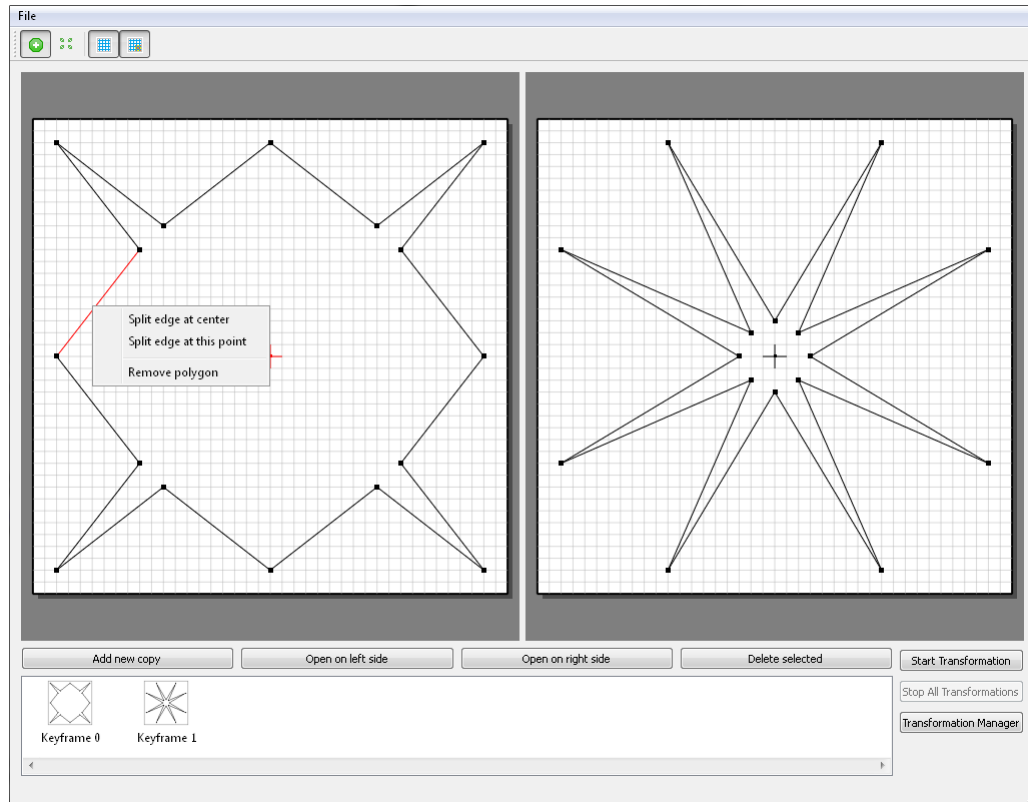 File
Split edge at center
Split edge at this point
Remove polygon
Add new copy
Open on left side
Open on right side
Delete selected
Start Transformation
Stop All Transformations
Transformation Manager
Keyframe 0
Keyframe 1